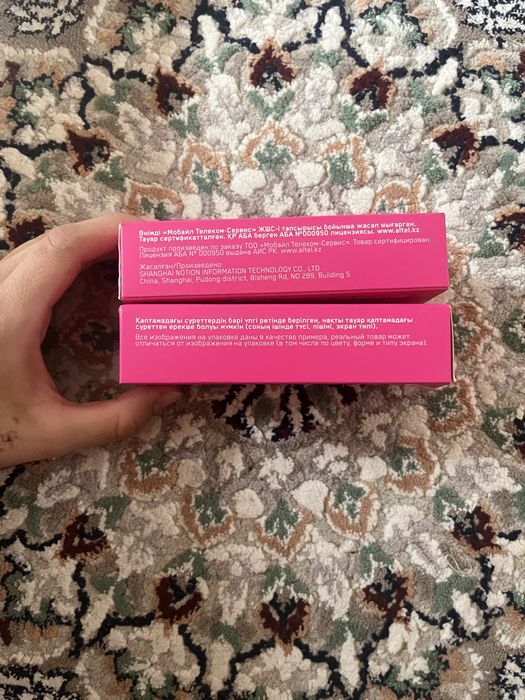 Өнімді «Мобайл Телеком-Сервис» ЖШС-і тапсырысы бойынша жасап шығарған.
Тауар сертификатталған. ҚР АБА берген АБА №000950 лицензиясы. www.altel.kz
Продукт произведен по заказу ТОО «Мобайл Телеком-Сервис». Товар сертифицирован.
Лицензия АБА № 000950 выдана АИС РК. www.altel.kz
Жасалған/Произведено:
SHANGHAI NOTION INFORMATION TECHNOLOGY CO., LTD
China, Shanghai, Pudong district, Bisheng Rd, NO 289, Building 5
Қаптамадағы суреттердің бәрі үлгі ретінде берілген, нақты тауар қаптамадағы
суреттен ерекше болуы мүмкін (соның ішінде түсі, пішіні, экран типі).
Все изображения на упаковке даны в качестве примера, реальный товар может
отличаться от изображения на упаковке (в том числе по цвету, форме и типу экрана).